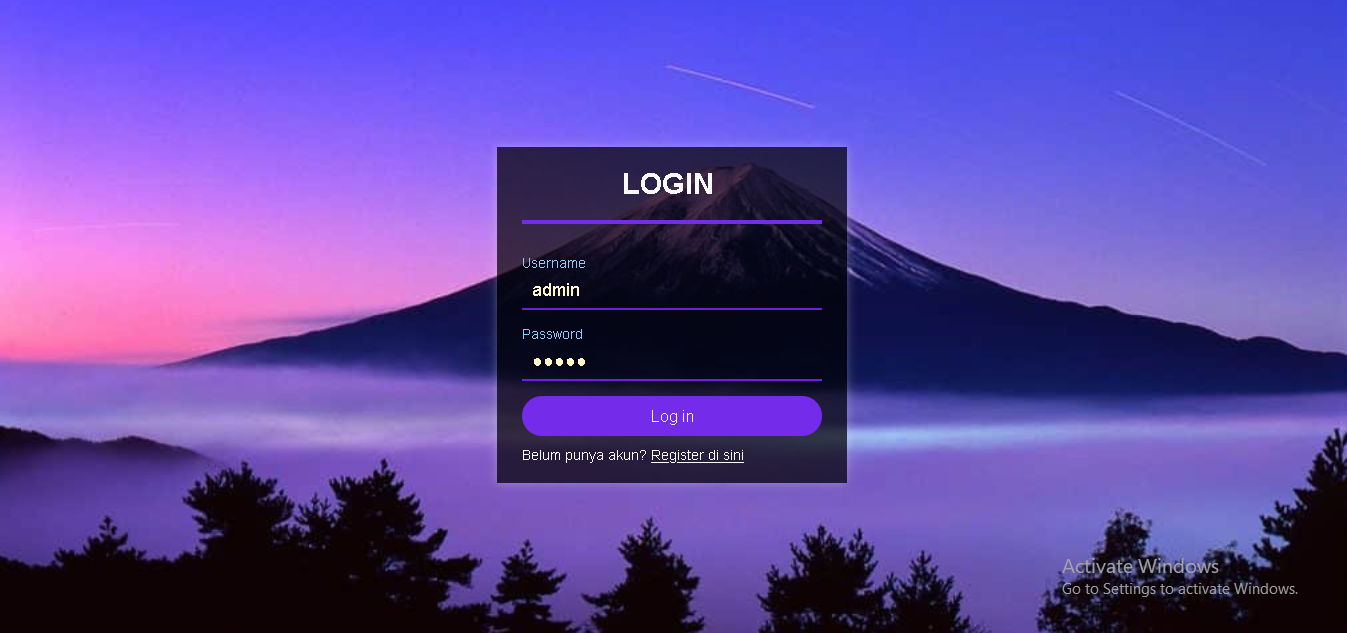 LOGIN
Username
admin
Password
●●●●●
Log in
Belum punya akun? Register di sini
Activate Windows
Go to Settings to activate Windows.